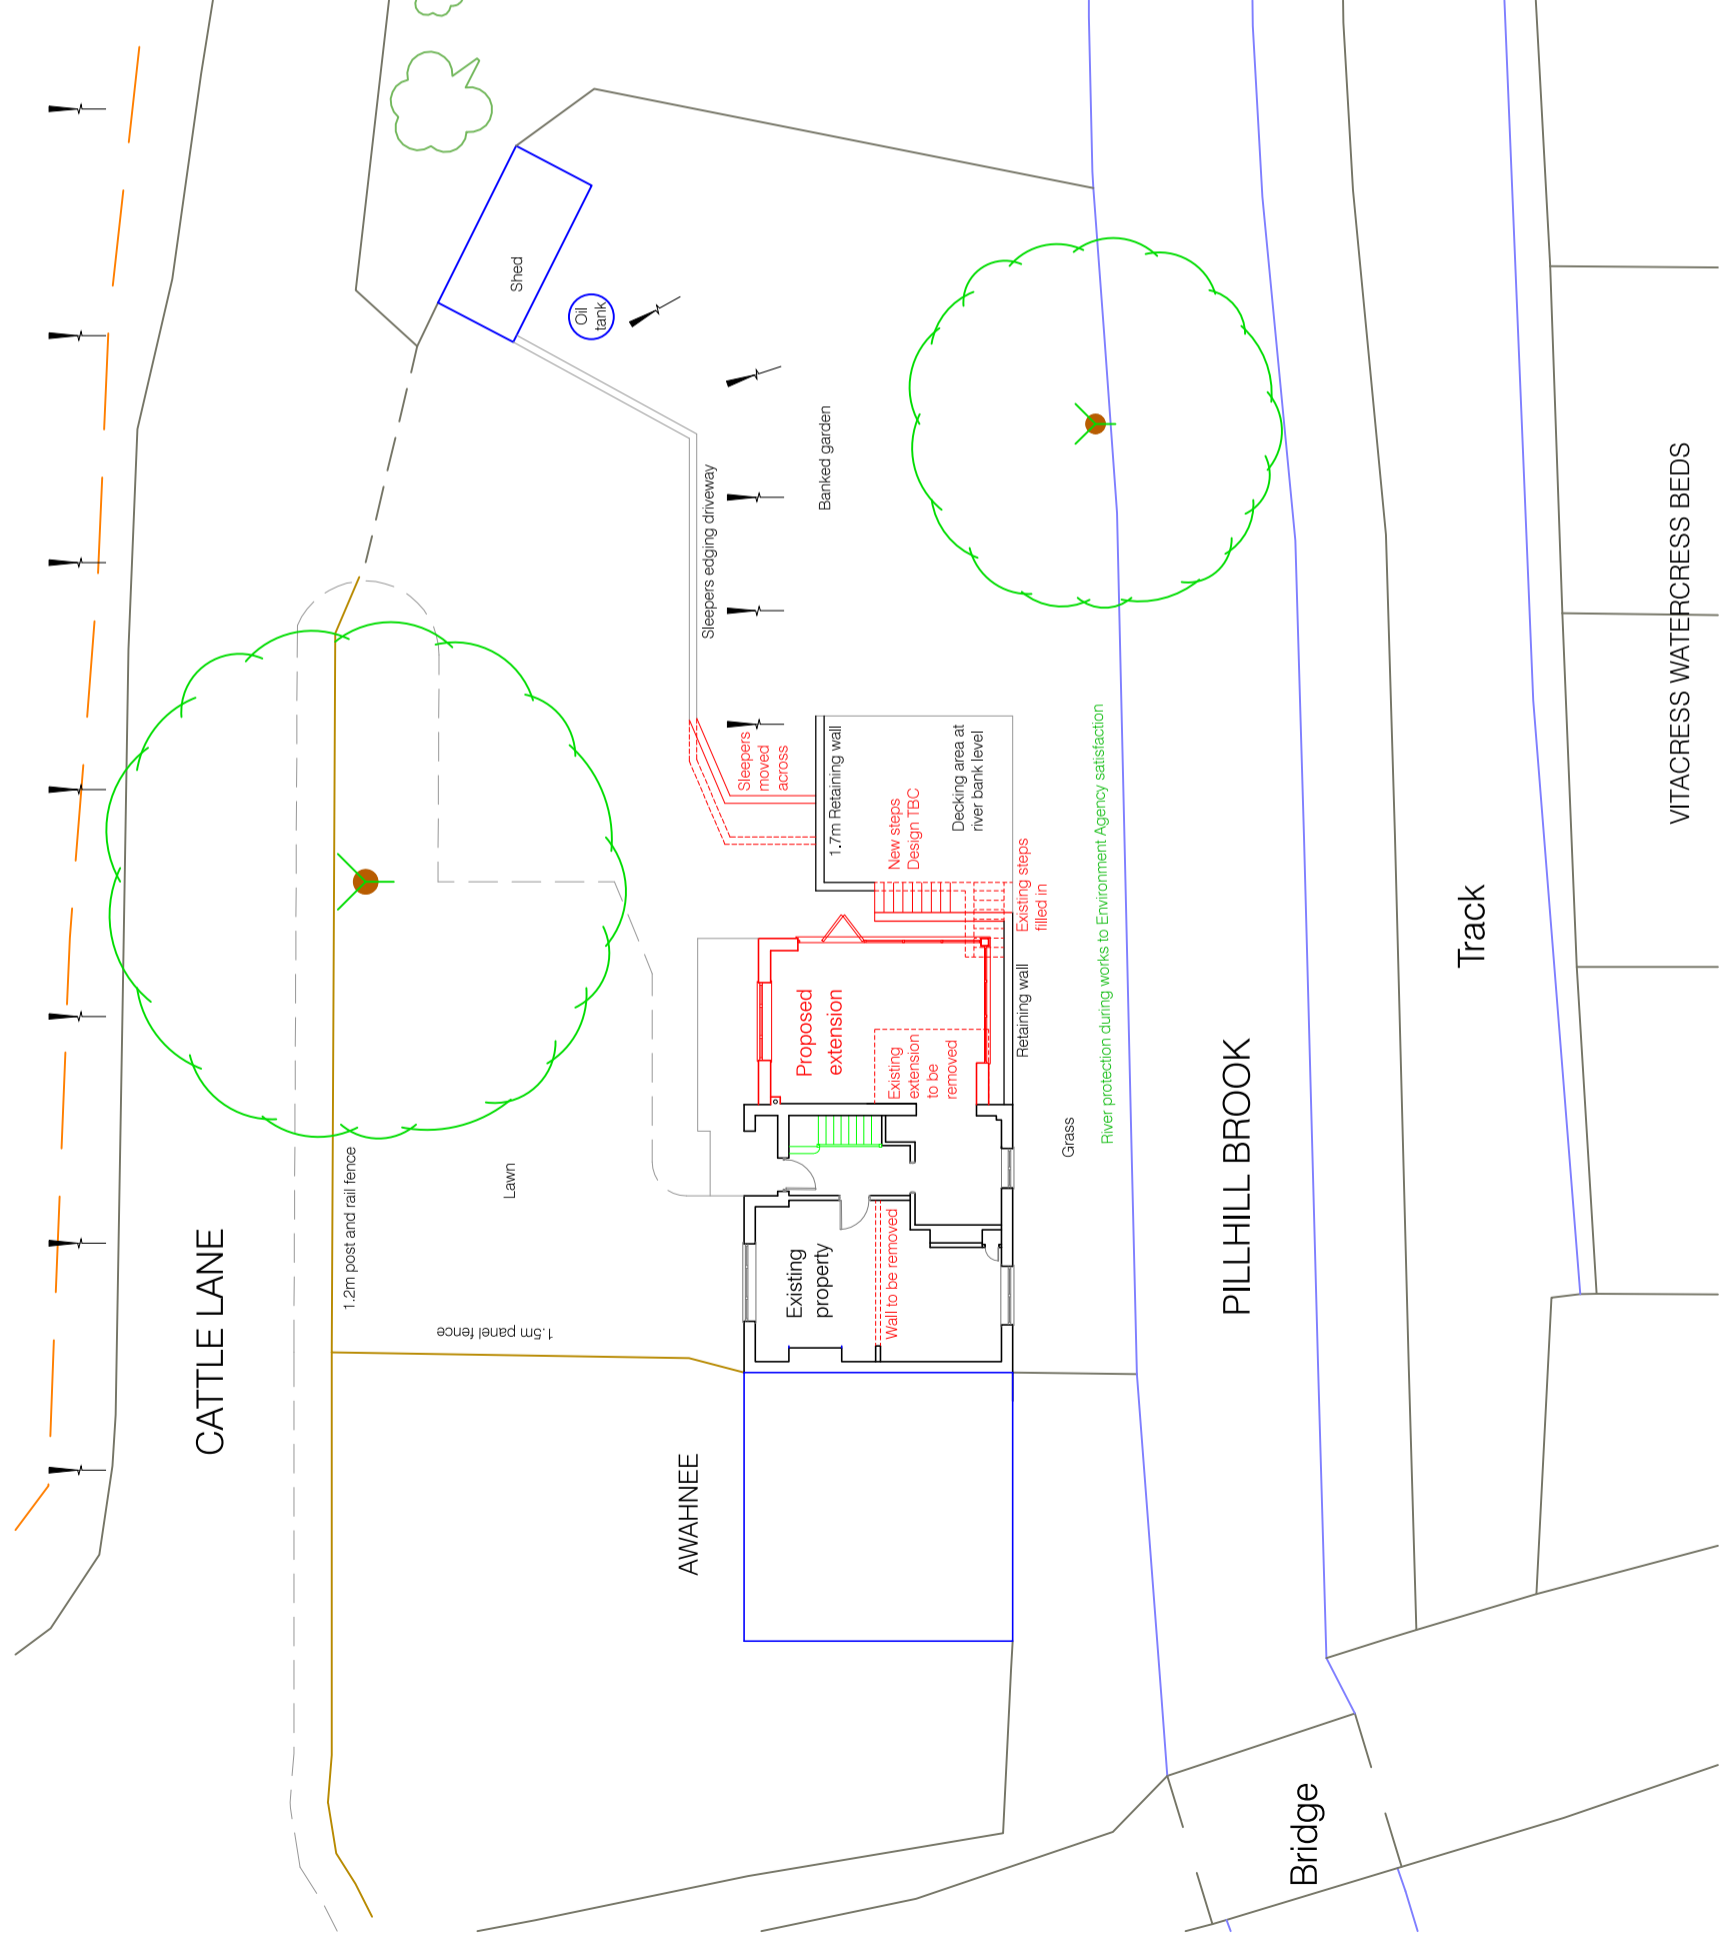 CATTLE LANE
1.2m post and rail fence
1.5m panel fence
Lawn
Shed
Oil
tank
Sleepers edging driveway
Banked garden
Sleepers
moved
across
1.7m Retaining wall
New steps
Design TBC
Decking area at
river bank level
Existing steps
filled in
Proposed
extension
Existing
extension
to be
removed
Retaining wall
Existing
property
Wall to be removed
Grass
River protection during works to Environment Agency satisfaction
AWAHNEE
PILLHILL BROOK
Bridge
Track
VITACRESS WATERCRESS BEDS